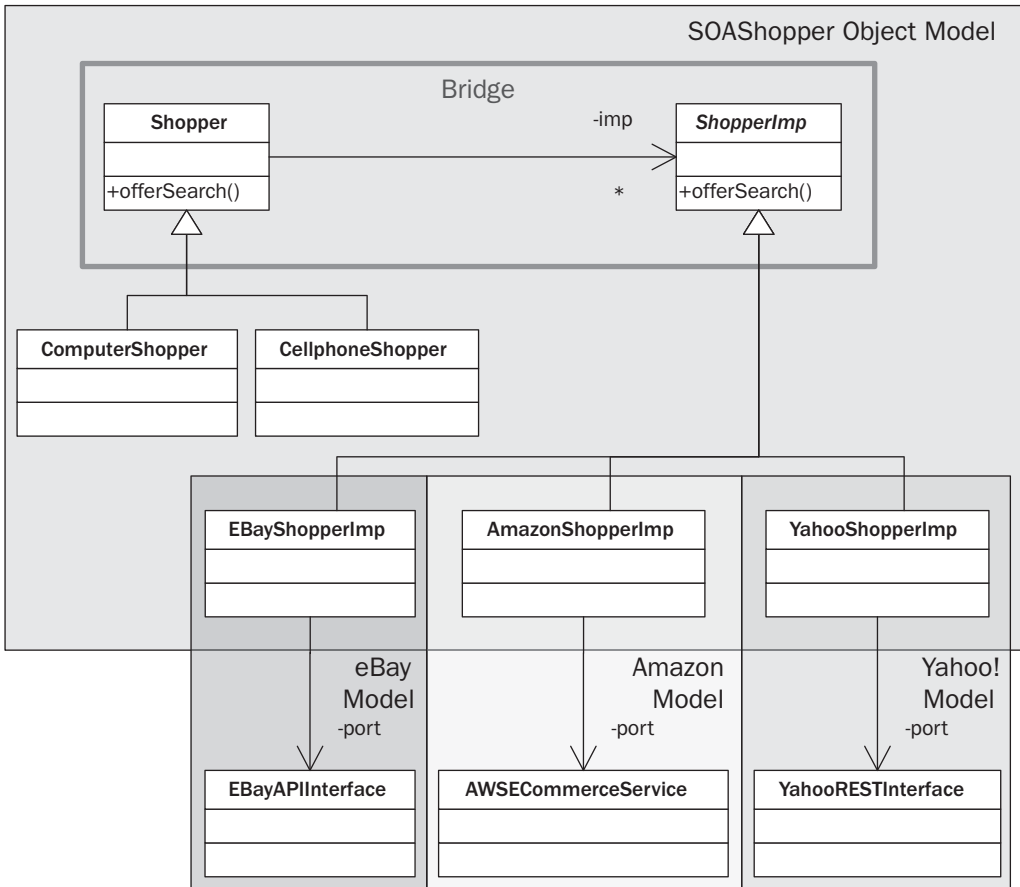 SOAShopper Object Model
Bridge
Shopper
-imp
ShopperImp
+offerSearch()
*
+offerSearch()
ComputerShopper
CellphoneShopper
EBayShopperImp
AmazonShopperImp
YahooShopperImp
eBay
Model
-port
Amazon
Model
-port
Yahoo!
Model
-port
EBayAPIInterface
AWSECommerceService
YahooRESTInterface